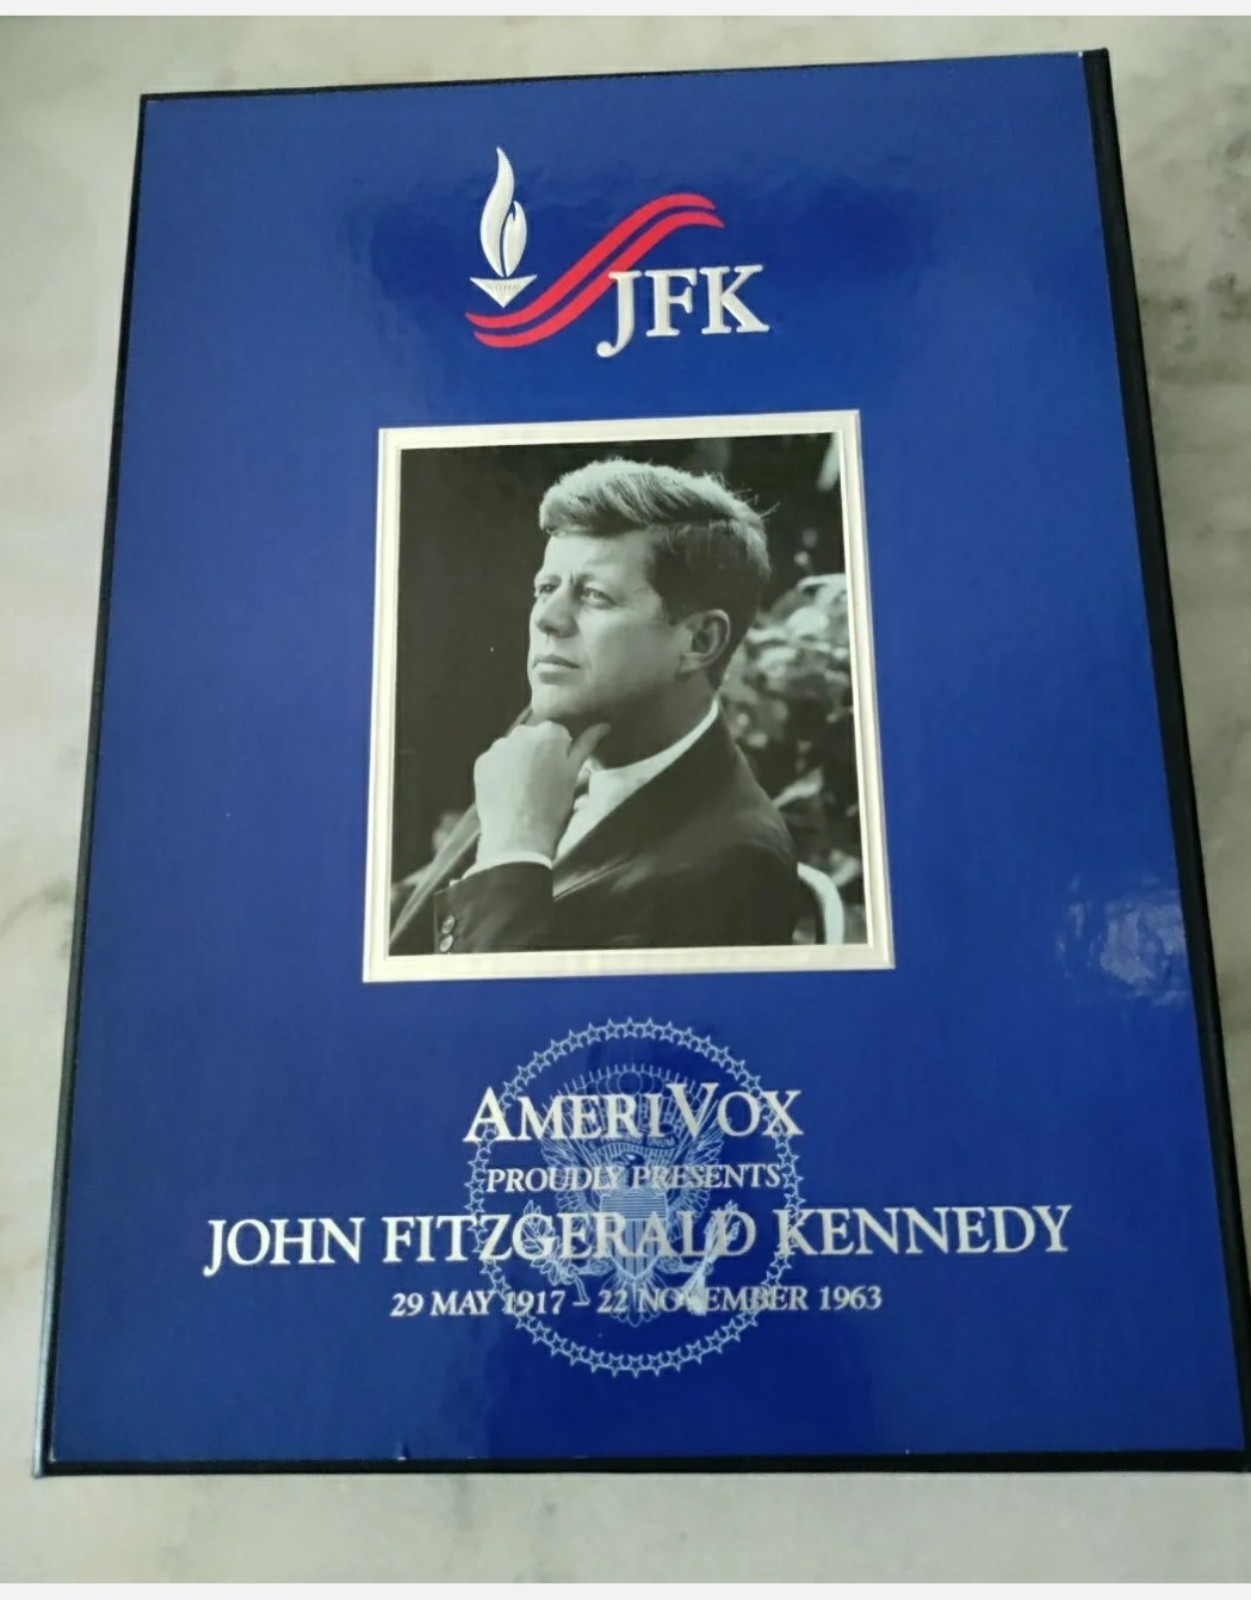 JFK
AMERIVOX
PROUDLY PRESENTS
JOHN FITZGERALD KENNEDY
29 MAY 1917 – 22 NOVEMBER 1963